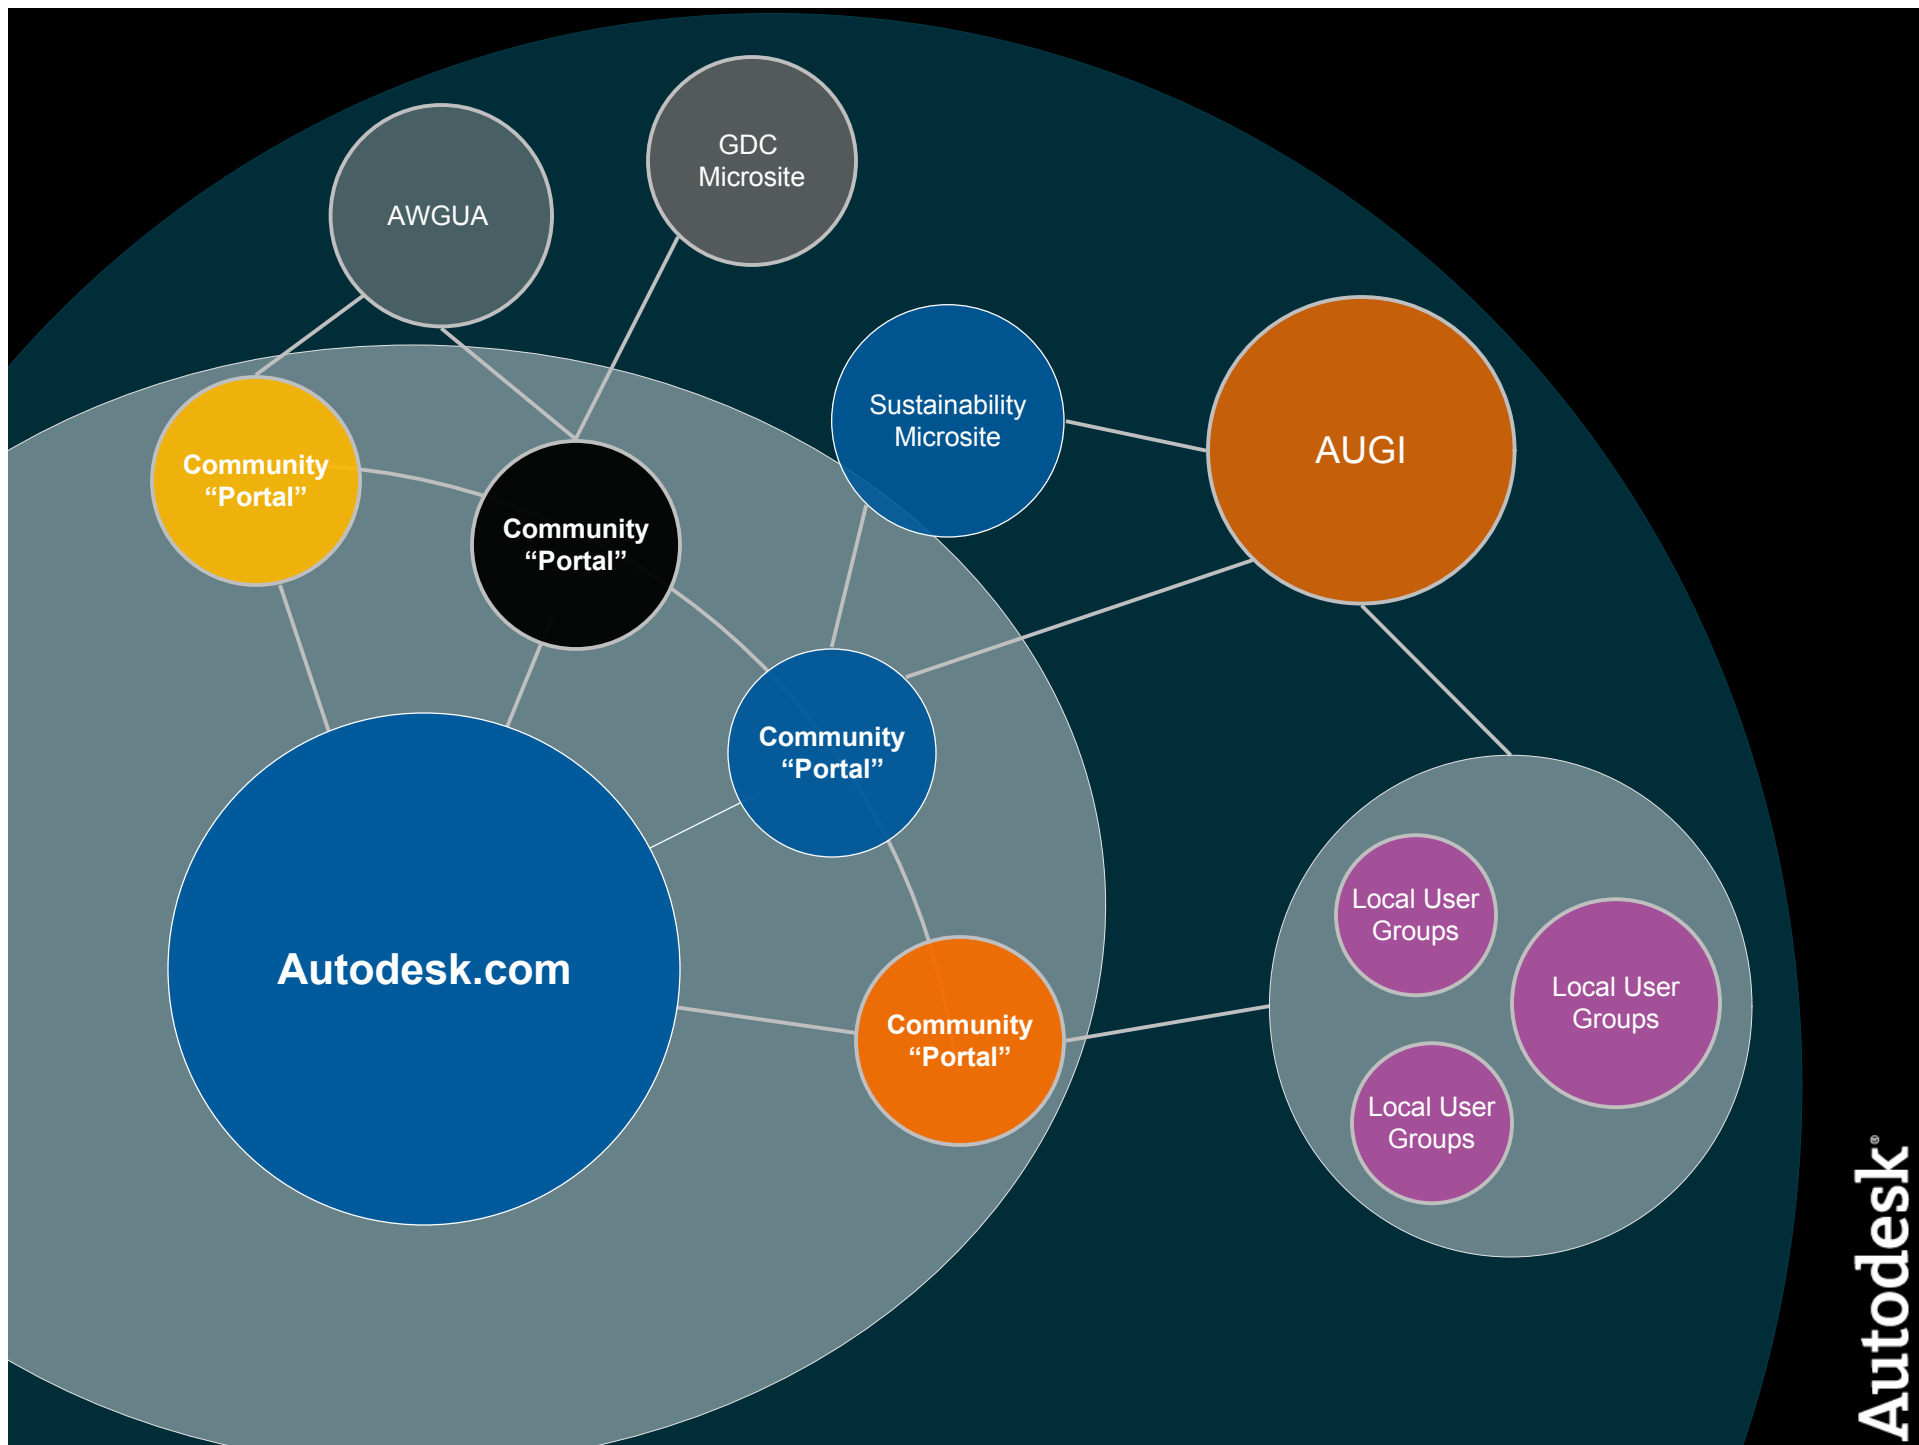 GDC
Microsite
AWGUA
Sustainability
Microsite
AUGI
Community
“Portal”
Community
“Portal”
Community
“Portal”
Autodesk.com
Community
“Portal”
Local User
Groups
Local User
Groups
Local User
Groups
Autodesk®